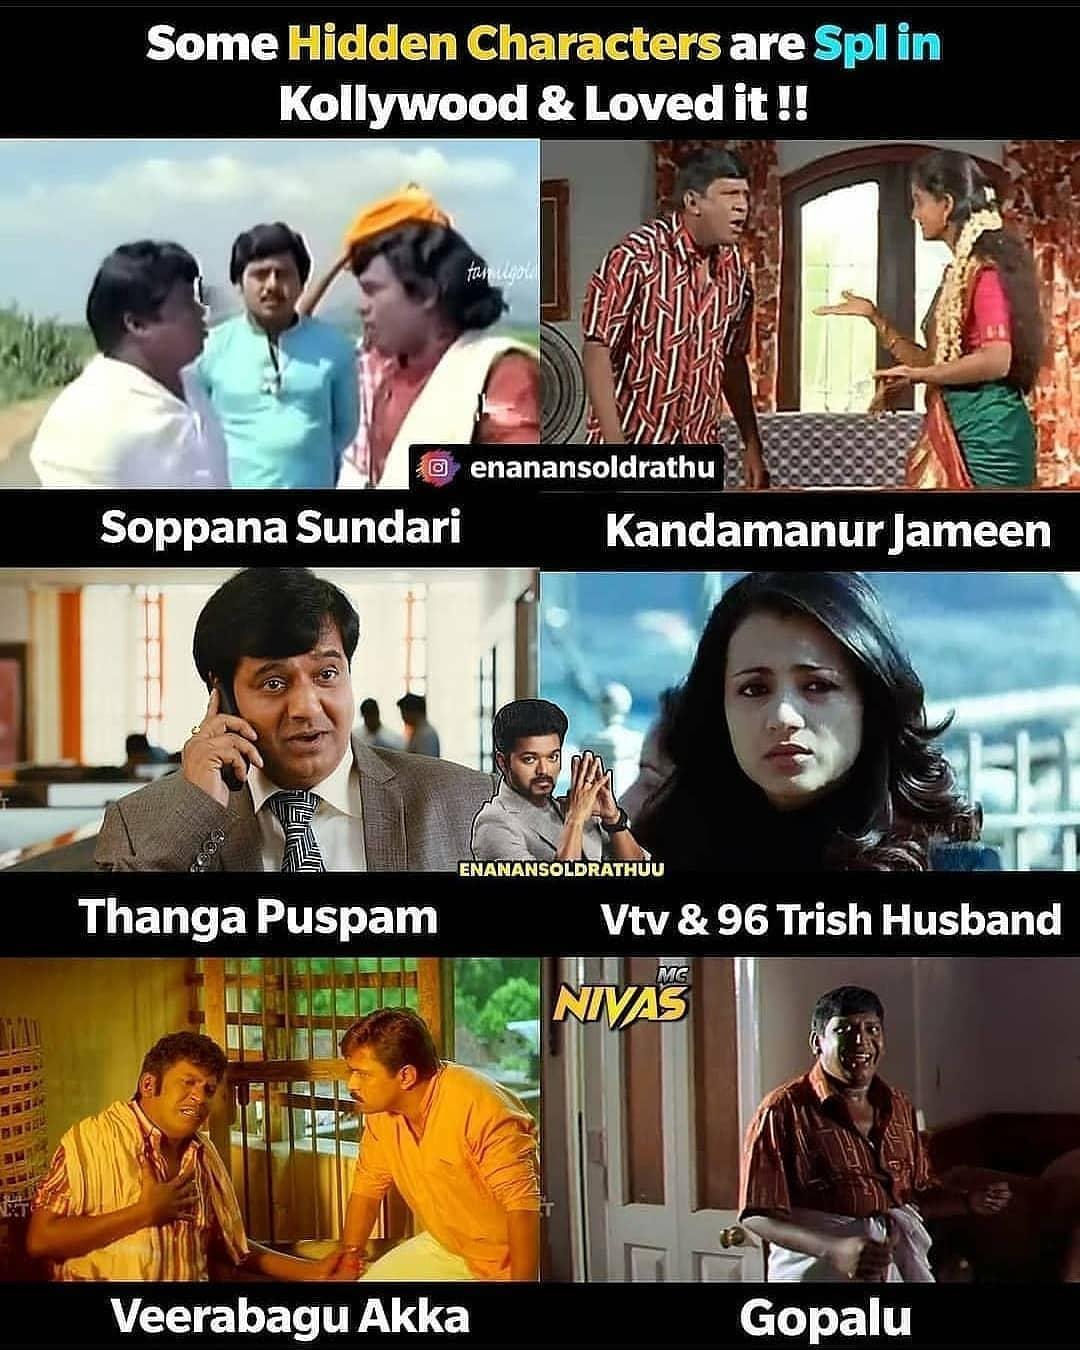 Some Hidden Characters are Spl in
Kollywood & Loved it !!
enanansoldrathu
Soppana Sundari
Kandamanur Jameen
ENANANSOLDRATHUU
Thanga Puspam
Vtv & 96 Trish Husband
MC
NIVAS
Veerabagu Akka
Gopalu